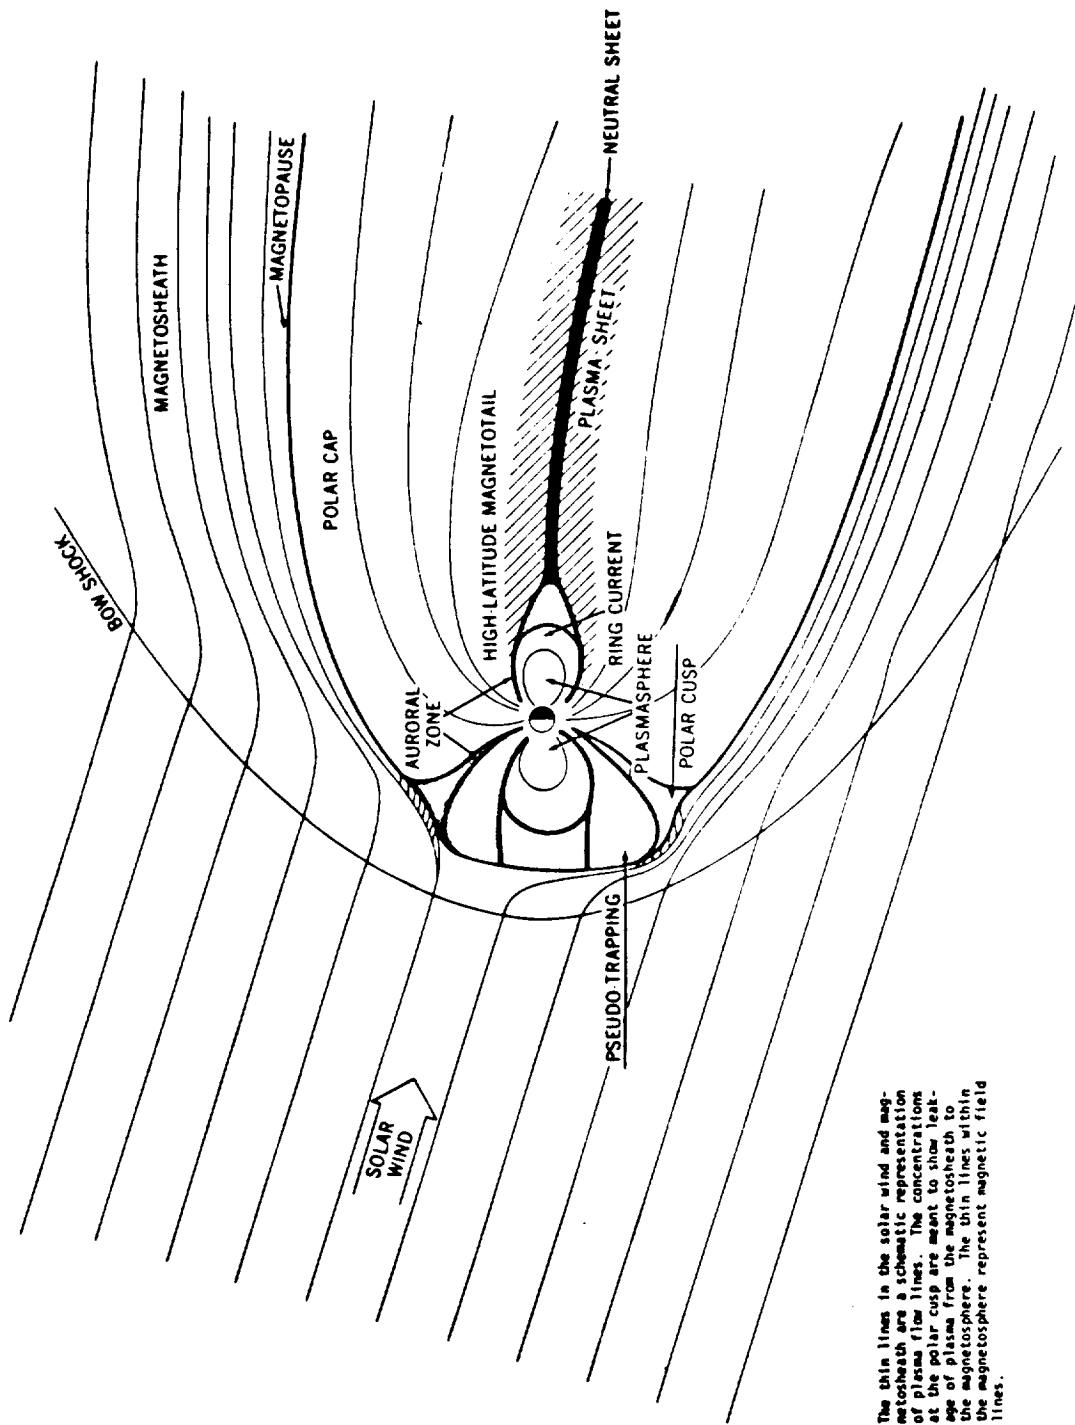 BOW SHOCK
MAGNETOSHEATH
MAGNETOPAUSE
POLAR CAP
HIGH-LATITUDE MAGNETOTAIL
AURORAL
ZONE
NEUTRAL SHEET
PLASMA SHEET
RING CURRENT
PLASMASPHERE
POLAR CUSP
PSEUDO-TRAPPING
SOLAR
WIND
The thin lines in the solar wind and mag-
netosheath are a schematic representation
of plasma flow lines. The concentrations
at the polar cusp are meant to show leak-
age of plasma from the magnetosheath to
the magnetosphere. The thin lines within
the magnetosphere represent magnetic field
lines.